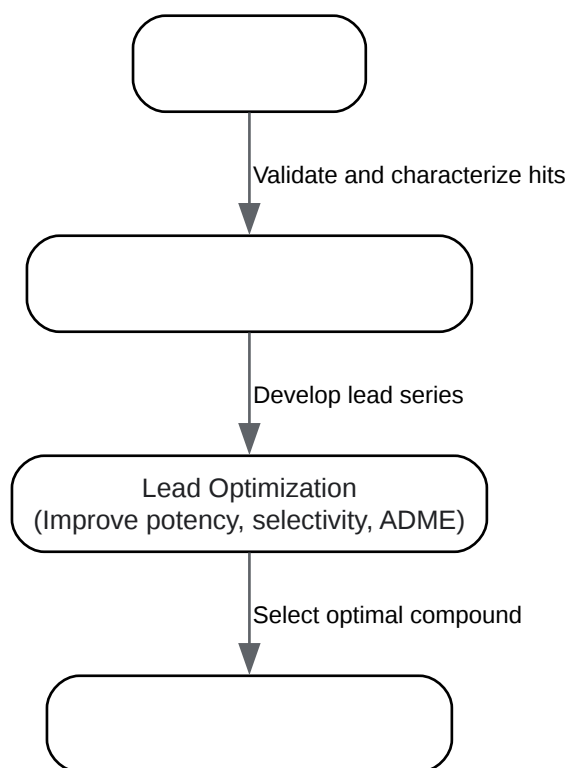 Validate and characterize hits
Develop lead series
Lead Optimization
(Improve potency, selectivity, ADME)
Select optimal compound